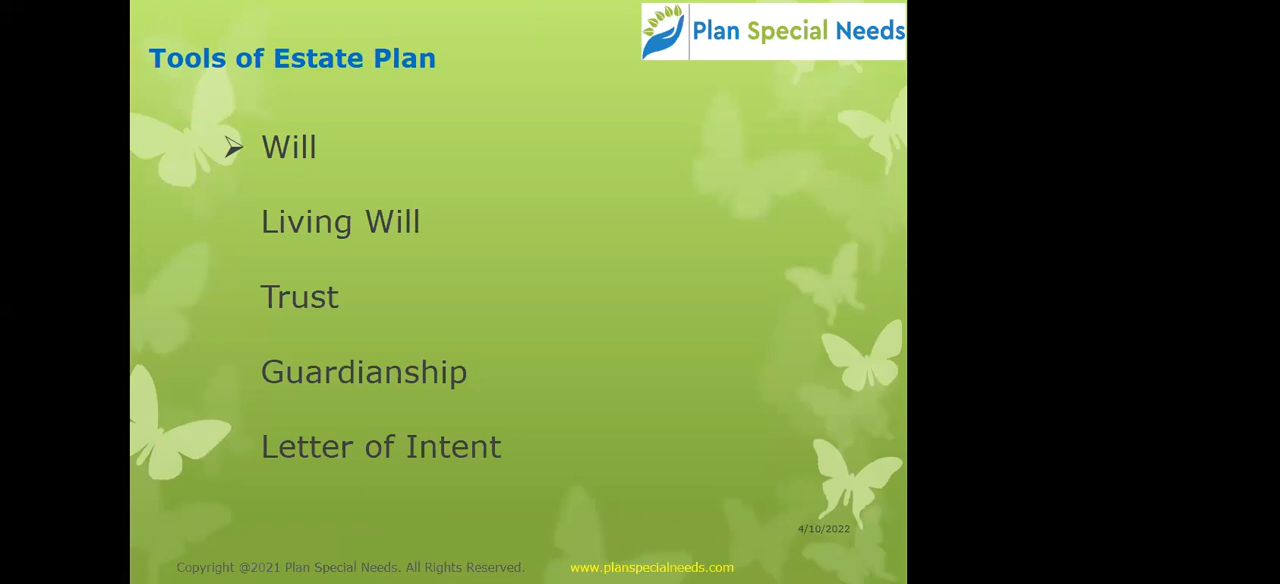 Plan Special Needs
Tools of Estate Plan
Will
Living Will
Trust
Guardianship
Letter of Intent
4/10/2022
Copyright @2021 Plan Special Needs. All Rights Reserved. www.planspecialneeds.com